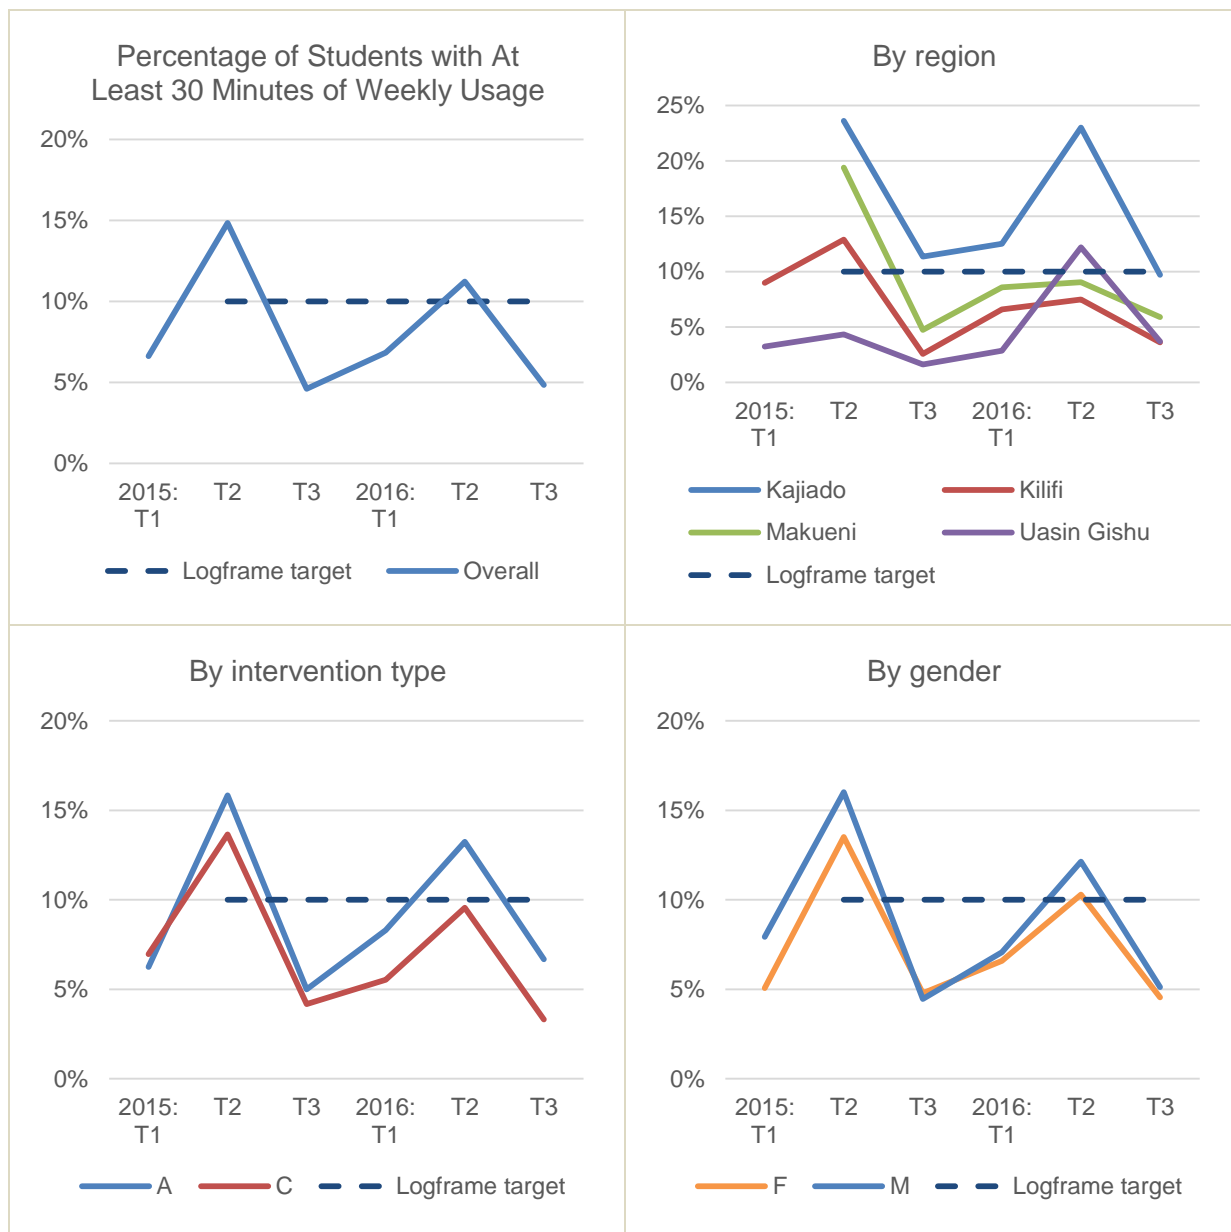 Percentage of Students with At
Least 30 Minutes of Weekly Usage
20%
15%
10%
5%
0%
2015:
T1
T2
T3
2016:
T1
T2
T3
Logframe target
Overall
By region
25%
20%
15%
10%
5%
0%
2015:
T1
T2
T3
2016:
T1
T2
T3
Kajiado
Kilifi
Makueni
Uasin Gishu
Logframe target
By intervention type
20%
15%
10%
5%
0%
2015:
T1
T2
T3
2016:
T1
T2
T3
A
C
Logframe target
By gender
20%
15%
10%
5%
0%
2015:
T1
T2
T3
2016:
T1
T2
T3
F
M
Logframe target